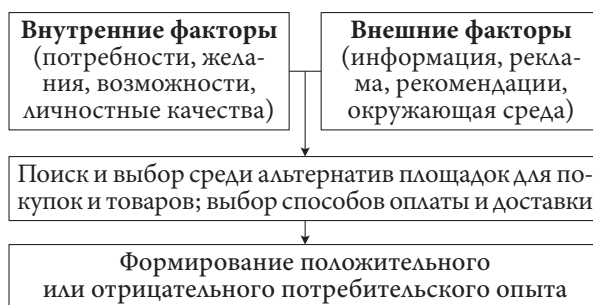 Внутренние факторы
(потребности, жела-
ния, возможности,
личностные качества)
Внешние факторы
(информация, рекла-
ма, рекомендации,
окружающая среда)
Поиск и выбор среди альтернатив площадок для по-
купок и товаров; выбор способов оплаты и доставки
Формирование положительного
или отрицательного потребительского опыта